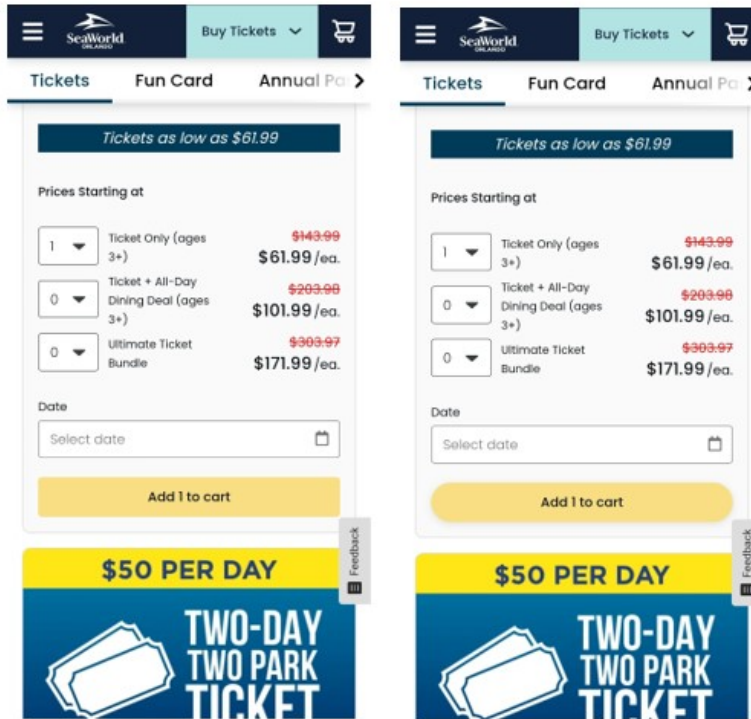 SeaWorld
ORLANDO
Buy Tickets
Tickets Fun Card Annual Pa
Tickets as low as $61.99
Prices Starting at
1 Ticket Only (ages 3+) $143.99 $61.99/ea.
0 Ticket + All-Day Dining Deal (ages 3+) $203.98 $101.99/ea.
0 Ultimate Ticket Bundle $303.97 $171.99/ea.
Date
Select date
Add 1 to cart
Feedback
$50 PER DAY
TWO-DAY
TWO PARK
TICKET
SeaWorld
ORLANDO
Buy Tickets
Tickets Fun Card Annual Pa
Tickets as low as $61.99
Prices Starting at
1 Ticket Only (ages 3+) $143.99 $61.99/ea.
0 Ticket + All-Day Dining Deal (ages 3+) $203.98 $101.99/ea.
0 Ultimate Ticket Bundle $303.97 $171.99/ea.
Date
Select date
Add 1 to cart
Feedback
$50 PER DAY
TWO-DAY
TWO PARK
TICKET